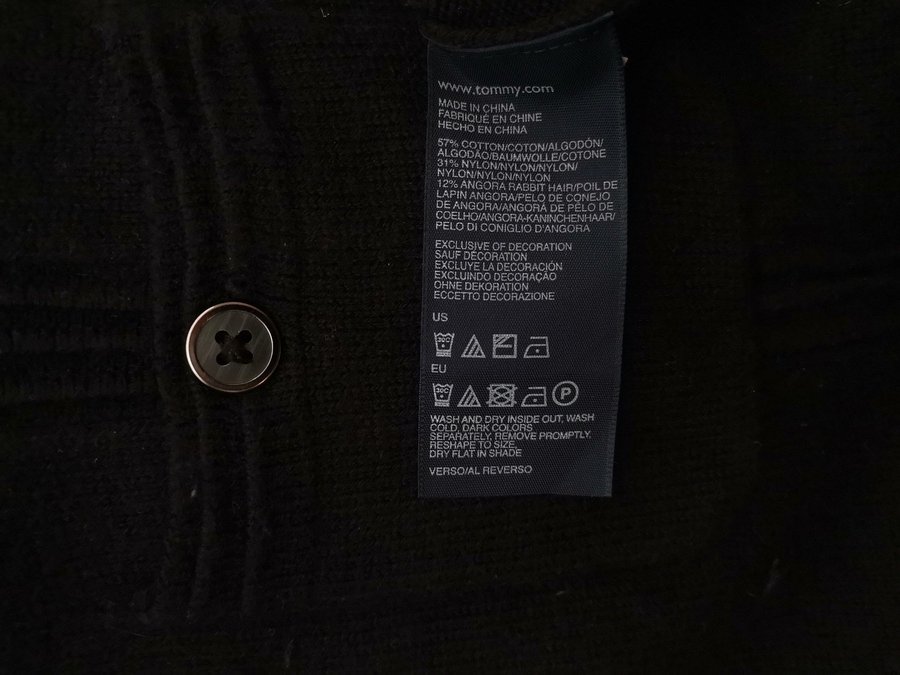 www.tommy.com
MADE IN CHINA
FABRIQUÉ EN CHINE
HECHO EN CHINA
57% COTTON/COTON/ALGODÓN/
ALGODÃO/BAUMWOLLE/COTONE
31% NYLON/NYLON/NYLON/
NYLON/NYLON/NYLON
12% ANGORA RABBIT HAIR/POIL DE
LAPIN ANGORA/PELO DE CONEJO
DE ANGORA/ANGORÁ DE PÊLO DE
COELHO/ANGORA-KANINCHENHAAR/
PELO DI CONIGLIO D'ANGORA
EXCLUSIVE OF DECORATION
SAUF DÉCORATION
EXCLUYE LA DECORACIÓN
EXCLUINDO DECORAÇÃO
OHNE DEKORATION
ECCETTO DECORAZIONE
US
30C
EU
30C P
WASH AND DRY INSIDE OUT, WASH
COLD, DARK COLORS
SEPARATELY, REMOVE PROMPTLY,
RESHAPE TO SIZE,
DRY FLAT IN SHADE
VERSO/AL REVERSO